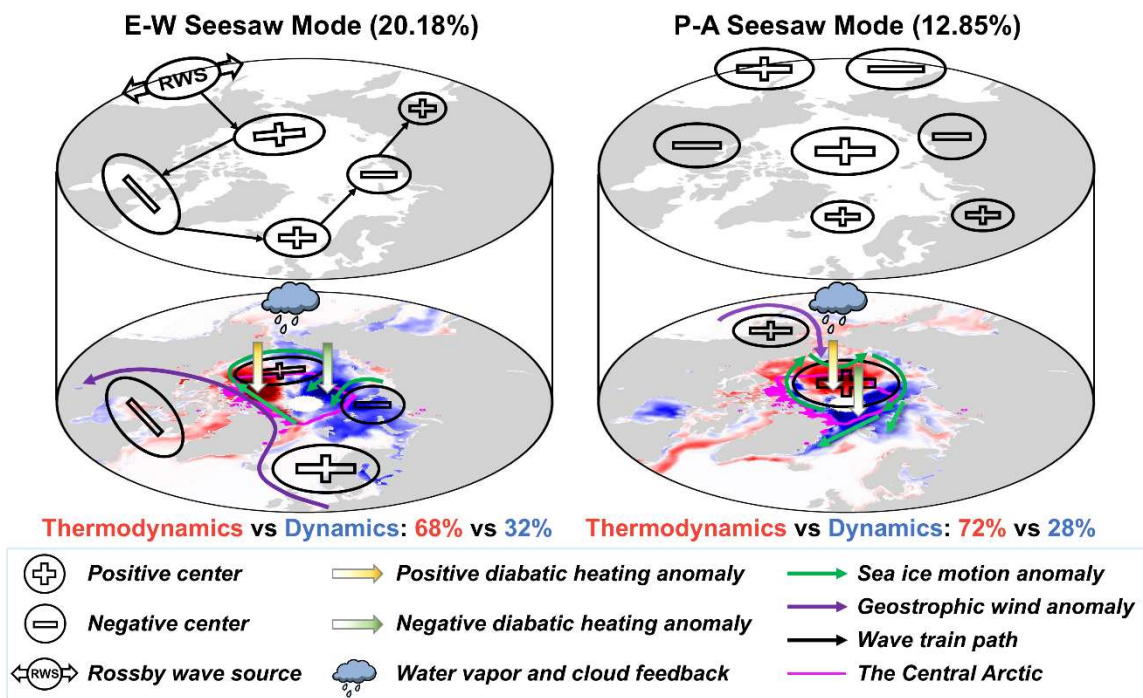 E-W Seesaw Mode (20.18%)
P-A Seesaw Mode (12.85%)
RWS
Thermodynamics vs Dynamics: 68% vs 32%
Thermodynamics vs Dynamics: 72% vs 28%
Positive center
Positive diabatic heating anomaly
Sea ice motion anomaly
Geostrophic wind anomaly
Negative center
Negative diabatic heating anomaly
Wave train path
RWS
Rossby wave source
Water vapor and cloud feedback
The Central Arctic